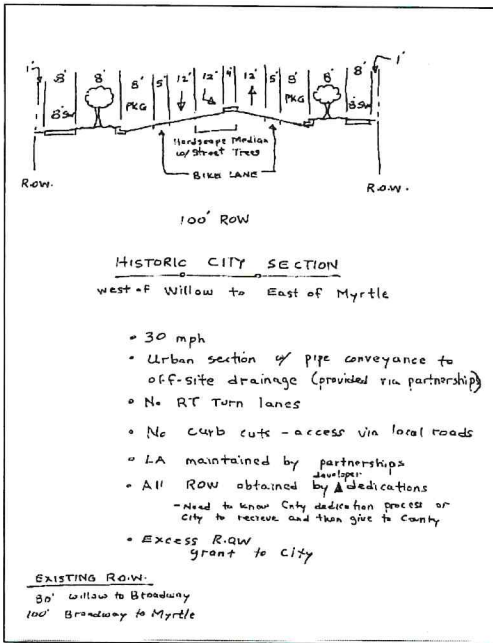 1' 8' 8' 8' 5' 12' 12' 4' 12' 5' 8' 8' 8' 1'
PKG PKG
8'SW 8'SW
Hardscape Median
w/Street Trees
BIKE LANE
R.O.W. R.O.W.
100' ROW
HISTORIC CITY SECTION
west of Willow to East of Myrtle
• 30 mph
• Urban section w/ pipe conveyance to
off-site drainage (provided via partnership)
• No RT Turn lanes
• No curb cuts - access via local roads
• LA maintained by partnerships
developer
• All ROW obtained by dedications
- Need to know Cnty dedication process or
City to recieve and then give to County
• Excess R.O.W
grant to City
EXISTING R.O.W.
80' Willow to Broadway
100' Broadway to Myrtle